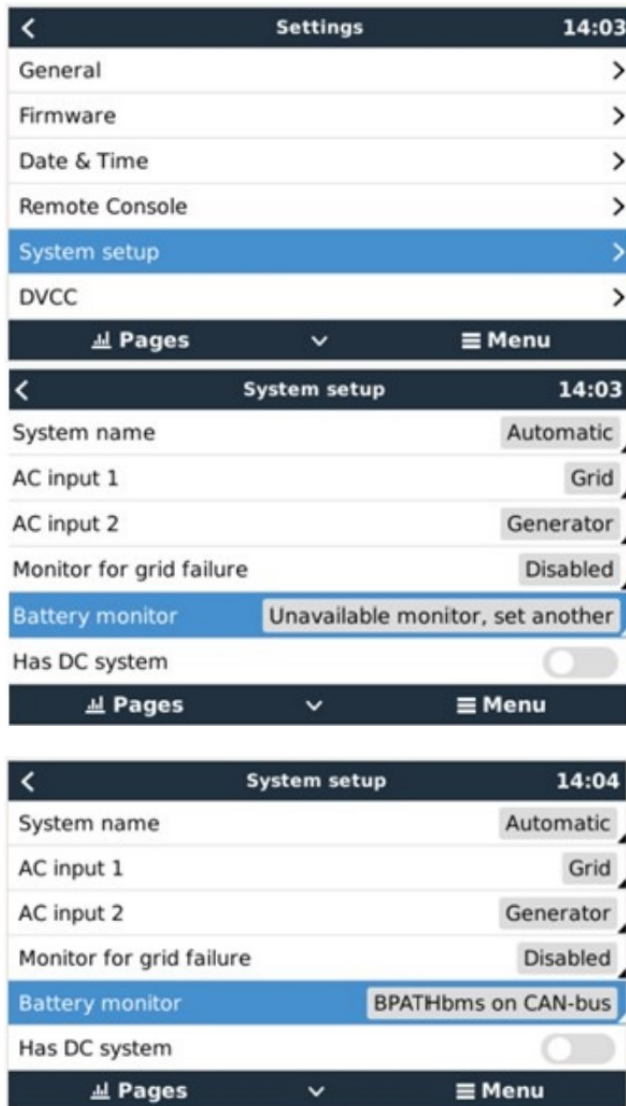 Settings 14:03
General
Firmware
Date & Time
Remote Console
System setup
DVCC
Pages Menu
System setup 14:03
System name Automatic
AC input 1 Grid
AC input 2 Generator
Monitor for grid failure Disabled
Battery monitor Unavailable monitor, set another
Has DC system
Pages Menu
System setup 14:04
System name Automatic
AC input 1 Grid
AC input 2 Generator
Monitor for grid failure Disabled
Battery monitor BPATHbms on CAN-bus
Has DC system
Pages Menu